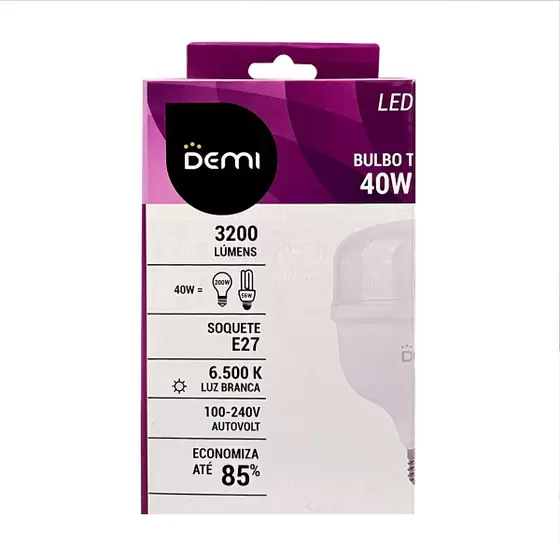 LED
DEMI
BULBO T
40W
3200
LÚMENS
40W =
200W
56W
SOQUETE
E27
6.500 K
LUZ BRANCA
100-240V
AUTOVOLT
ECONOMIZA
ATÉ 85%